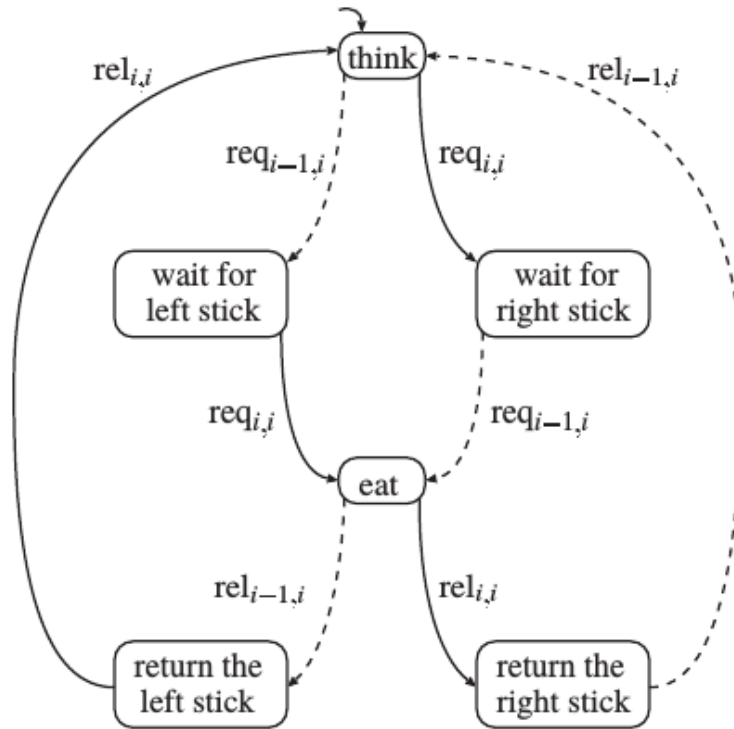 think
rel_{i,i}
rel_{i−1,i}
req_{i−1,i}
req_{i,i}
wait for
left stick
wait for
right stick
req_{i,i}
req_{i−1,i}
eat
rel_{i−1,i}
rel_{i,i}
return the
left stick
return the
right stick